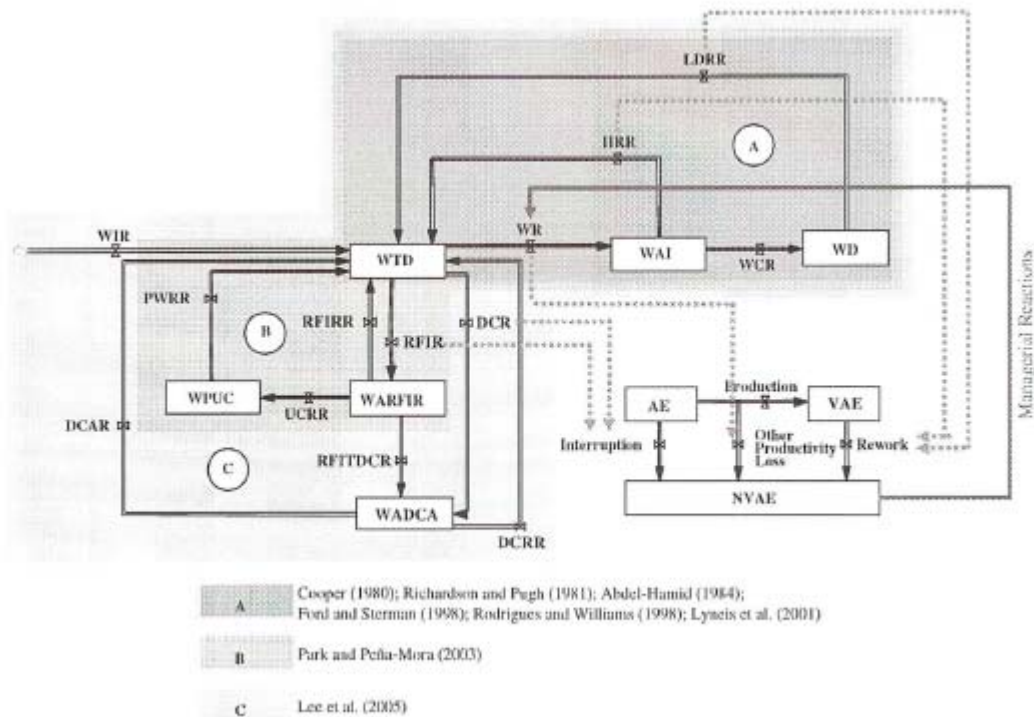 LDRR
IIRR
A
WIR
WR
WTD
WAI
WCR
WD
PWRR
B
RFIRR
RFIR
DCR
Managerial Reactions
WPUC
UCRR
WARFIR
AE
Production
VAE
DCAR
C
RFITDCR
Interruption
Other
Productivity
Loss
Rework
WADCA
NVAE
DCRR
A
Cooper (1980); Richardson and Pugh (1981); Abdel-Hamid (1984);
Ford and Sterman (1998); Rodrigues and Williams (1998); Lyneis et al. (2001)
B Park and Peña-Mora (2003)
C Lee et al. (2005)